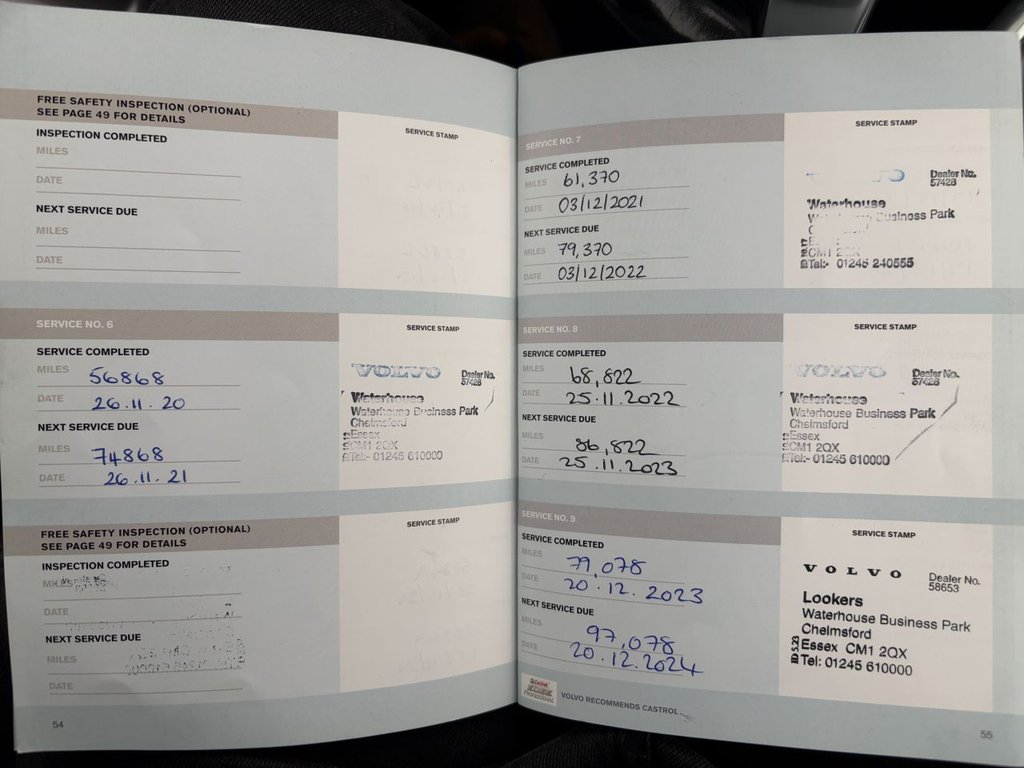 FREE SAFETY INSPECTION (OPTIONAL)
SEE PAGE 49 FOR DETAILS
INSPECTION COMPLETED
MILES
DATE
NEXT SERVICE DUE
MILES
DATE
SERVICE STAMP
SERVICE NO. 6
SERVICE COMPLETED
MILES 56868
DATE 26.11.20
NEXT SERVICE DUE
MILES 74868
DATE 26.11.21
SERVICE STAMP
VOLVO Dealer No.
57428
Waterhouse
Waterhouse Business Park
Chelmsford
Essex
CM1 2QX
Tel:- 01245 610000
FREE SAFETY INSPECTION (OPTIONAL)
SEE PAGE 49 FOR DETAILS
INSPECTION COMPLETED
MILES
DATE
NEXT SERVICE DUE
MILES
DATE
SERVICE STAMP
54
SERVICE NO. 7
SERVICE COMPLETED
MILES 61,370
DATE 03/12/2021
NEXT SERVICE DUE
MILES 79,370
DATE 03/12/2022
SERVICE STAMP
Dealer No.
57428
Waterhouse
Business Park
CM1 2QX
Tel:- 01245 240555
SERVICE NO. 8
SERVICE COMPLETED
MILES 68,822
DATE 25.11.2022
NEXT SERVICE DUE
MILES 86,822
DATE 25.11.2023
SERVICE STAMP
VOLVO Dealer No.
57428
Waterhouse
Waterhouse Business Park
Chelmsford
Essex
CM1 2QX
Tel:- 01245 610000
SERVICE NO. 9
SERVICE COMPLETED
MILES 79,078
DATE 20.12.2023
NEXT SERVICE DUE
MILES 97,078
DATE 20.12.2024
SERVICE STAMP
VOLVO Dealer No.
58653
Lookers
Waterhouse Business Park
Chelmsford
Essex CM1 2QX
Tel: 01245 610000
Castrol
PROFESSIONAL
VOLVO RECOMMENDS CASTROL
55